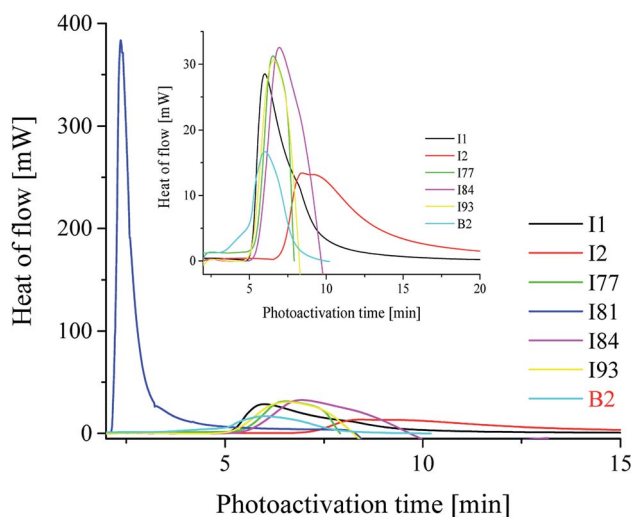 Heat of flow [mW]
400
300
200
100
0
5
10
15
Photoactivation time [min]
I1
I2
I77
I81
I84
I93
B2
Heat of flow [mW]
30
20
10
0
5
10
15
20
Photoactivation time [min]
I1
I2
I77
I84
I93
B2